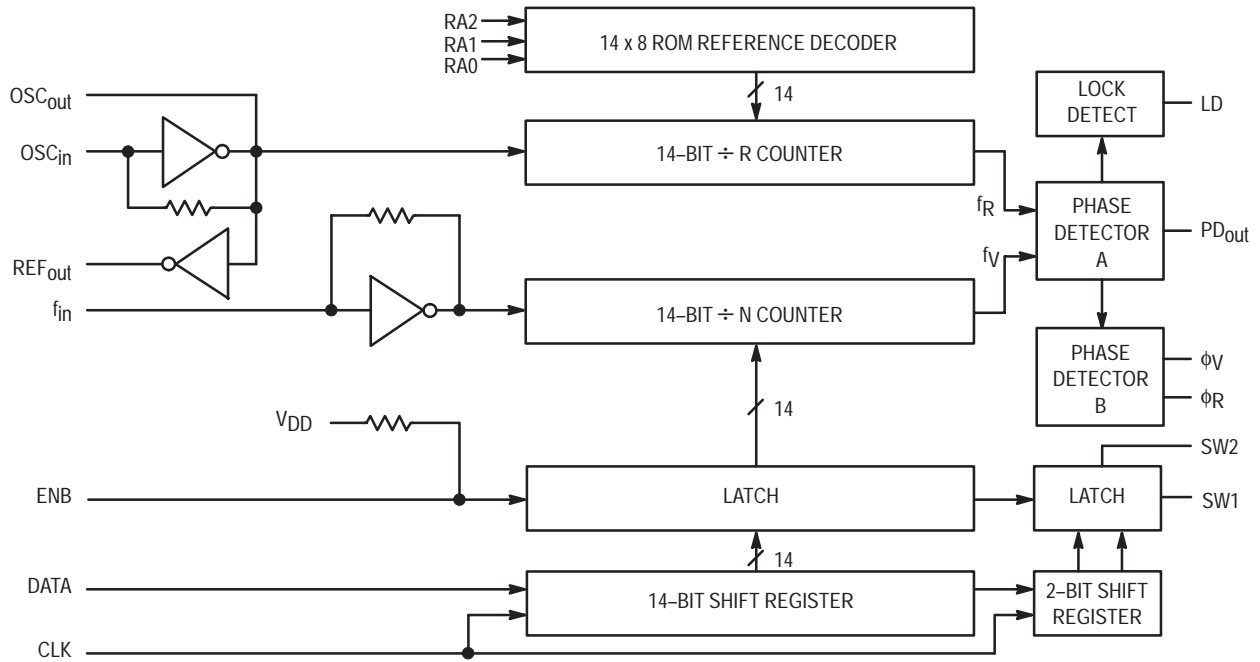 RA2
RA1
RA0
14 x 8 ROM REFERENCE DECODER
14
LOCK
DETECT
LD
OSCout
OSCin
14–BIT ÷ R COUNTER
fR
PHASE
DETECTOR
A
PDout
REFout
fV
fin
14–BIT ÷ N COUNTER
PHASE
DETECTOR
B
ϕV
ϕR
14
VDD
SW2
ENB
LATCH
LATCH
SW1
14
DATA
14–BIT SHIFT REGISTER
2–BIT SHIFT
REGISTER
CLK